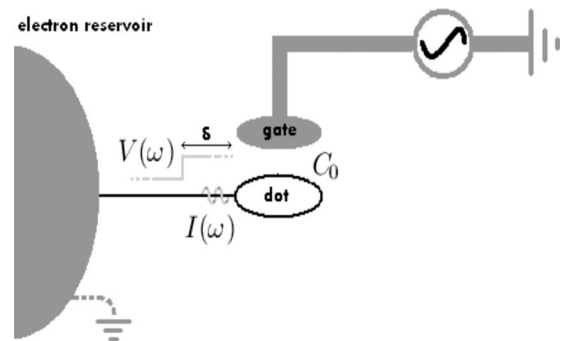 electron reservoir
gate
δ
V(ω)
C₀
dot
I(ω)